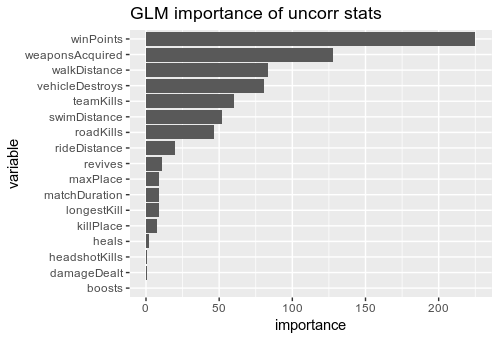 GLM importance of uncorr stats
winPoints
weaponsAcquired
walkDistance
vehicleDestroys
teamKills
swimDistance
roadKills
rideDistance
revives
maxPlace
matchDuration
longestKill
killPlace
heals
headshotKills
damageDealt
boosts
variable
0 50 100 150 200
importance